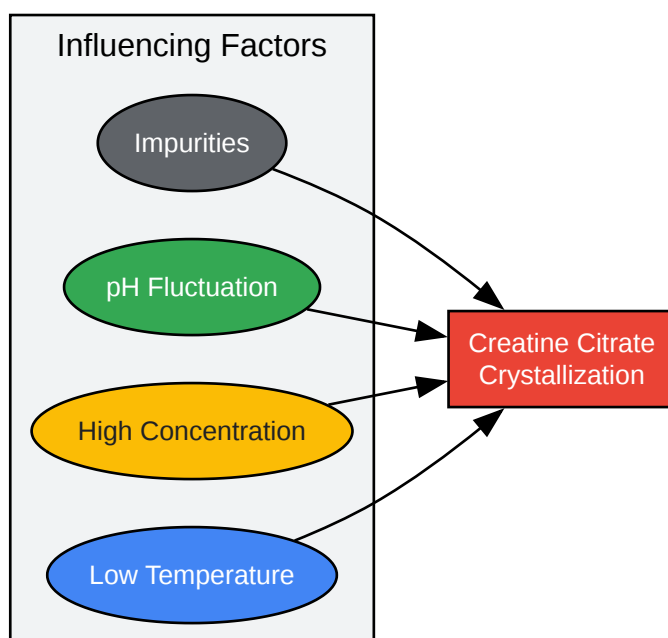 Influencing Factors
Impurities
pH Fluctuation
High Concentration
Low Temperature
Creatine Citrate
Crystallization